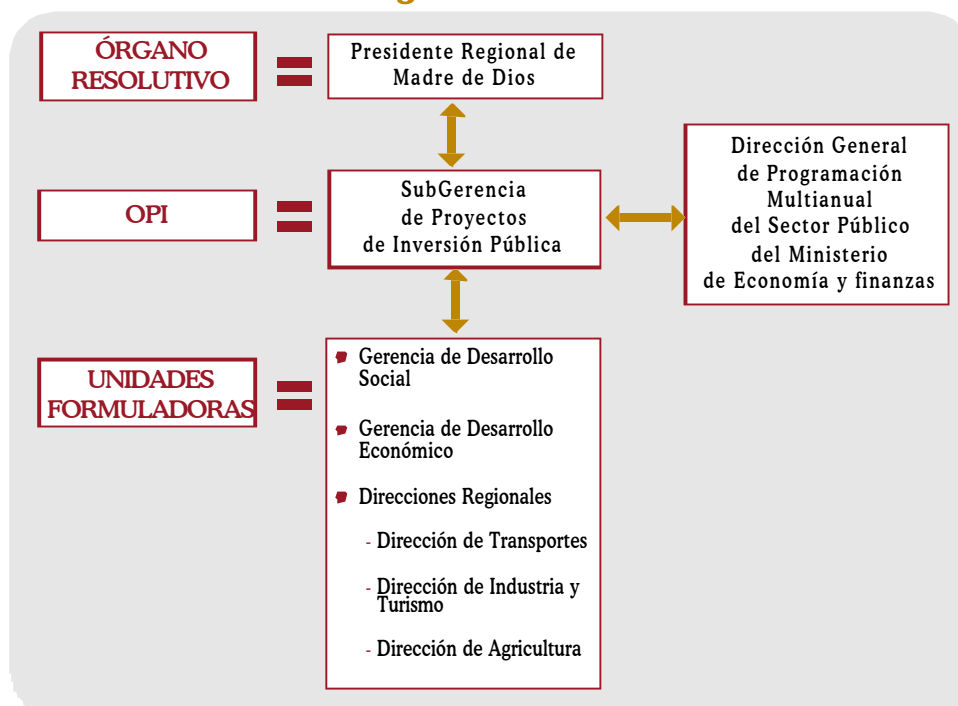 ÓRGANO
RESOLUTIVO
=
Presidente Regional de
Madre de Dios
OPI
=
SubGerencia
de Proyectos
de Inversión Pública
Dirección General
de Programación
Multianual
del Sector Público
del Ministerio
de Economía y finanzas
UNIDADES
FORMULADORAS
=
Gerencia de Desarrollo
Social
Gerencia de Desarrollo
Económico
Direcciones Regionales
- Dirección de Transportes
- Dirección de Industria y
Turismo
- Dirección de Agricultura